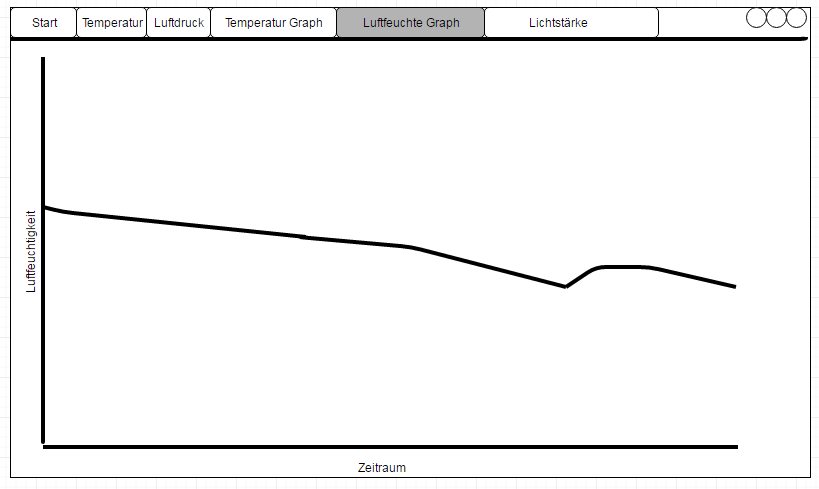 Start Temperatur Luftdruck Temperatur Graph Luftfeuchte Graph Lichtstärke
Luftfeuchtigkeit
Zeitraum